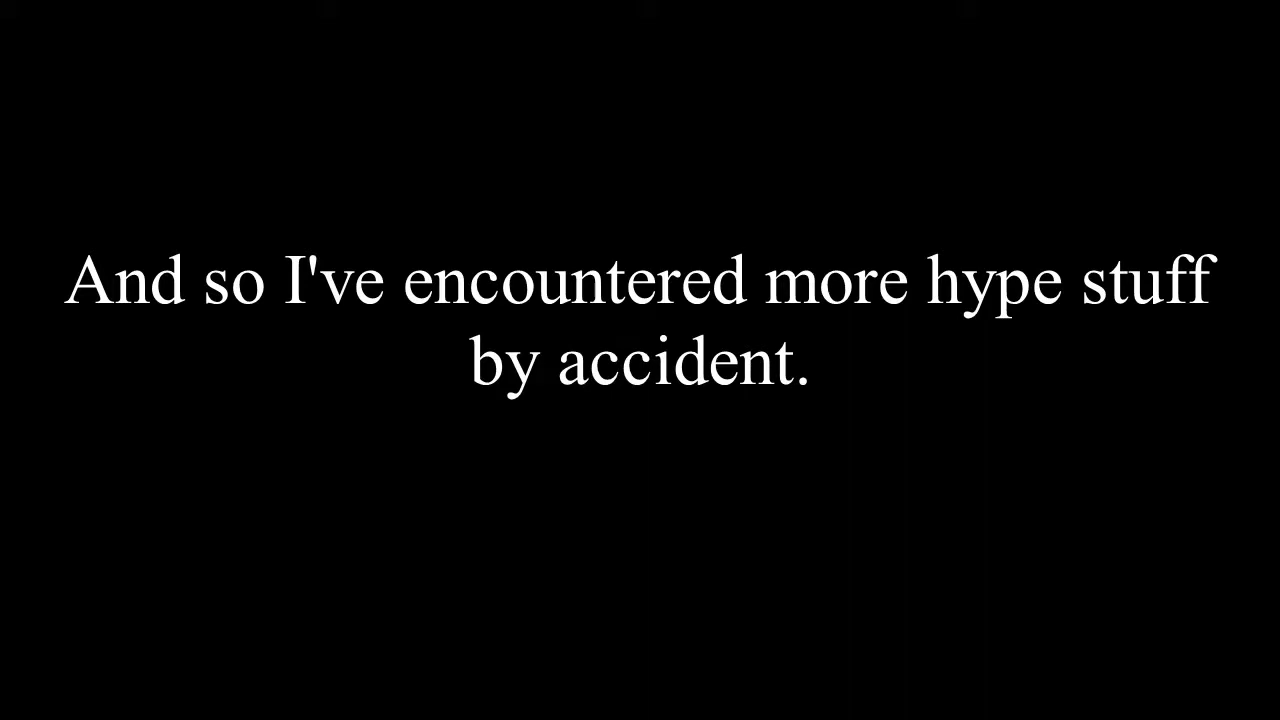 And so I've encountered more hype stuff
by accident.